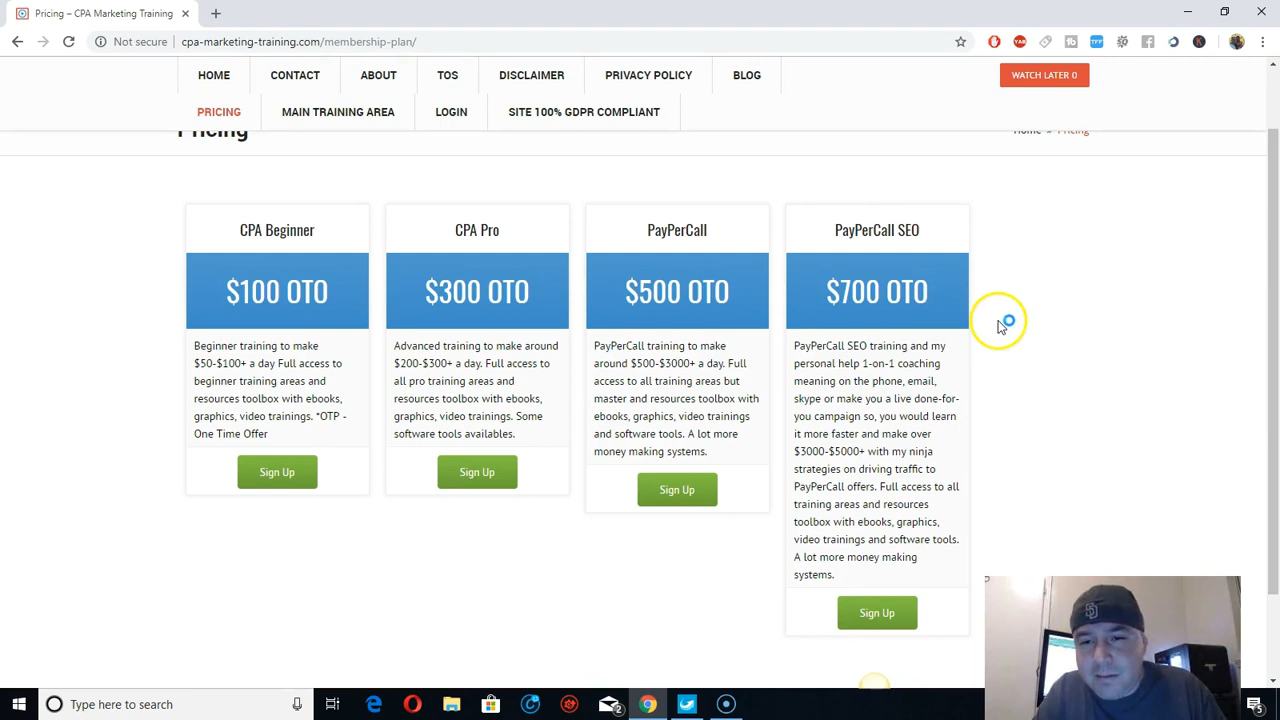 Pricing – CPA Marketing Training
Not secure
cpa-marketing-training.com/membership-plan/
HOME
CONTACT
ABOUT
TOS
DISCLAIMER
PRIVACY POLICY
BLOG
WATCH LATER 0
PRICING
MAIN TRAINING AREA
LOGIN
SITE 100% GDPR COMPLIANT
Pricing
Home » Pricing
CPA Beginner
$100 OTO
Beginner training to make
$50-$100+ a day Full access to
beginner training areas and
resources toolbox with ebooks,
graphics, video trainings. *OTP -
One Time Offer
Sign Up
CPA Pro
$300 OTO
Advanced training to make around
$200-$300+ a day. Full access to
all pro training areas and
resources toolbox with ebooks,
graphics, video trainings. Some
software tools available.
Sign Up
PayPerCall
$500 OTO
PayPerCall training to make
around $500-$3000+ a day. Full
access to all training areas but
master and resources toolbox with
ebooks, graphics, video trainings
and software tools. A lot more
money making systems.
Sign Up
PayPerCall SEO
$700 OTO
PayPerCall SEO training and my
personal help 1-on-1 coaching
meaning on the phone, email,
skype or make you a live done-for-
you campaign so, you would learn
it more faster and make over
$3000-$5000+ with my ninja
strategies on driving traffic to
PayPerCall offers. Full access to all
training areas and resources
toolbox with ebooks, graphics,
video trainings and software tools.
A lot more money making
systems.
Sign Up
Type here to search